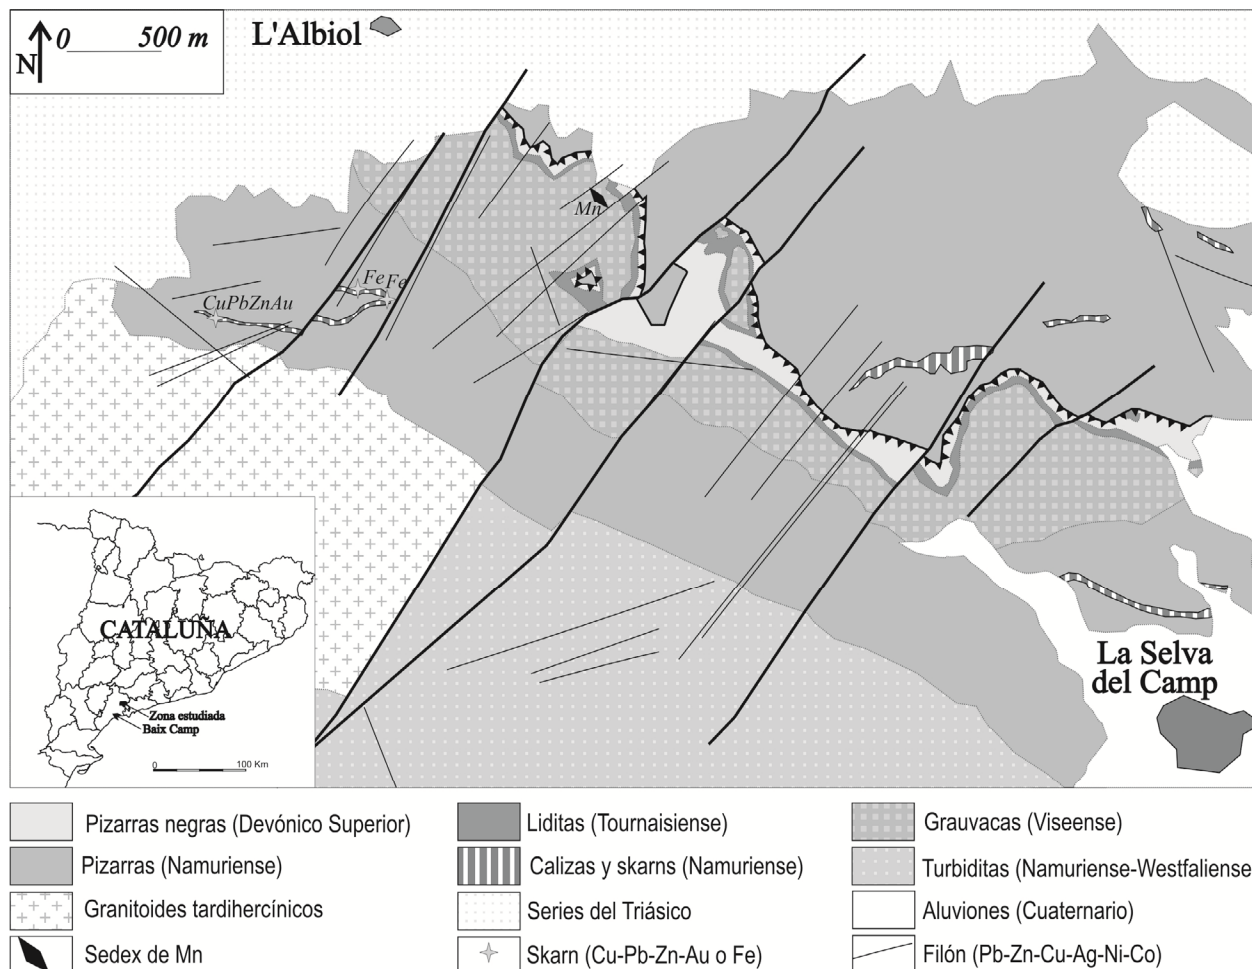 0 500 m
N
L'Albiol
Mn
Fe Fe
CuPbZnAu
CATALUÑA
Zona estudiada
Baix Camp
0 100 Km
La Selva
del Camp
Pizarras negras (Devónico Superior)
Liditas (Tournaisiense)
Grauvacas (Viseense)
Pizarras (Namuriense)
Calizas y skarns (Namuriense)
Turbiditas (Namuriense-Westfaliense
Granitoides tardihercínicos
Series del Triásico
Aluviones (Cuaternario)
Sedex de Mn
Skarn (Cu-Pb-Zn-Au o Fe)
Filón (Pb-Zn-Cu-Ag-Ni-Co)